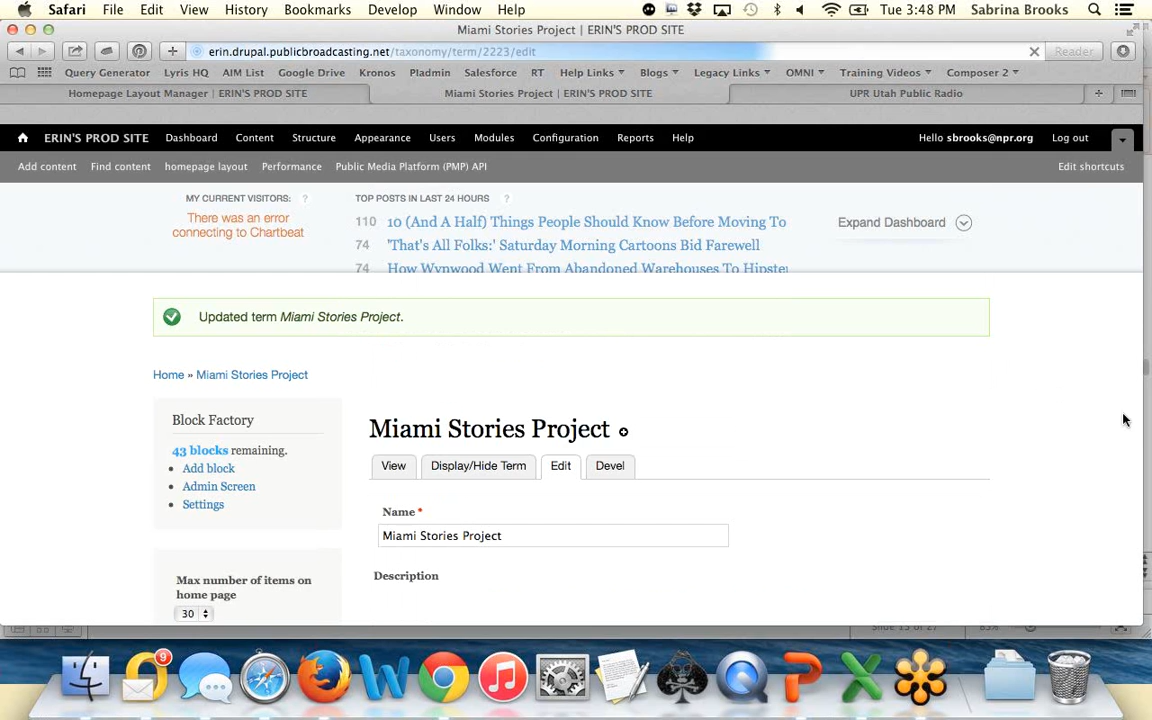 Safari File Edit View History Bookmarks Develop Window Help Tue 3:48 PM Sabrina Brooks
Miami Stories Project | ERIN'S PROD SITE
erin.drupal.publicbroadcasting.net/taxonomy/term/2223/edit Reader
Query Generator Lyris HQ AIM List Google Drive Kronos Pladmin Salesforce RT Help Links Blogs Legacy Links OMNI Training Videos Composer 2
Homepage Layout Manager | ERIN'S PROD SITE Miami Stories Project | ERIN'S PROD SITE UPR Utah Public Radio
ERIN'S PROD SITE Dashboard Content Structure Appearance Users Modules Configuration Reports Help Hello sbrooks@npr.org Log out
Add content Find content homepage layout Performance Public Media Platform (PMP) API Edit shortcuts
MY CURRENT VISITORS: ? TOP POSTS IN LAST 24 HOURS ?
There was an error
connecting to Chartbeat
110 10 (And A Half) Things People Should Know Before Moving To
74 'That's All Folks:' Saturday Morning Cartoons Bid Farewell
74 How Wynwood Went From Abandoned Warehouses To Hipste
Expand Dashboard
Updated term Miami Stories Project.
Home » Miami Stories Project
Block Factory
43 blocks remaining.
Add block
Admin Screen
Settings
Max number of items on
home page
30
Miami Stories Project
View Display/Hide Term Edit Devel
Name *
Miami Stories Project
Description
9